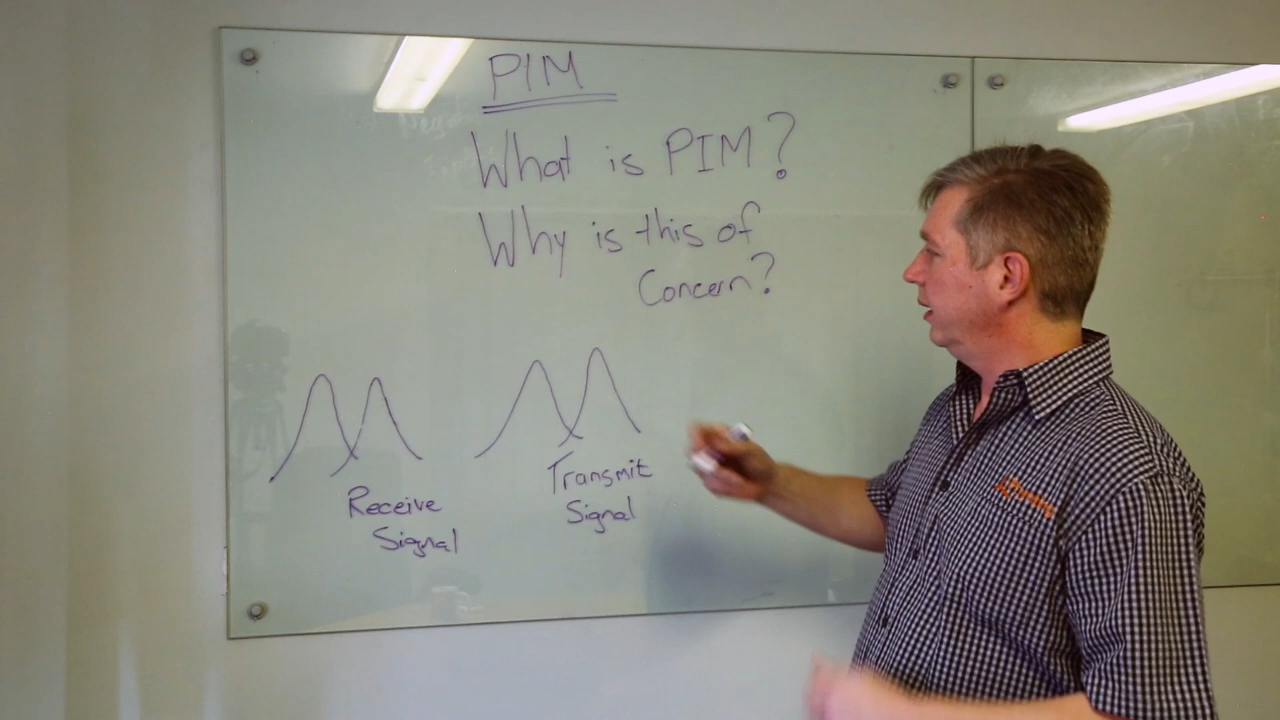 PIM
What is PIM?
Why is this of
Concern?
Receive
Signal
Transmit
Signal